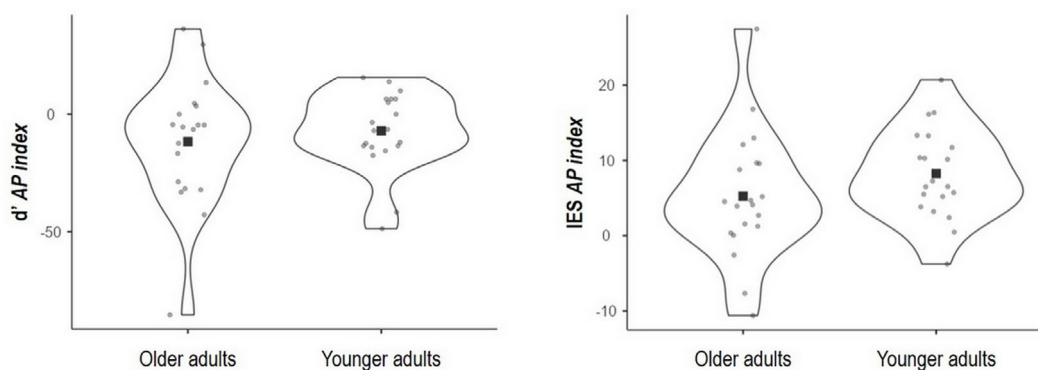 d' AP index
0
-50
Older adults
Younger adults
IES AP index
20
10
0
-10
Older adults
Younger adults